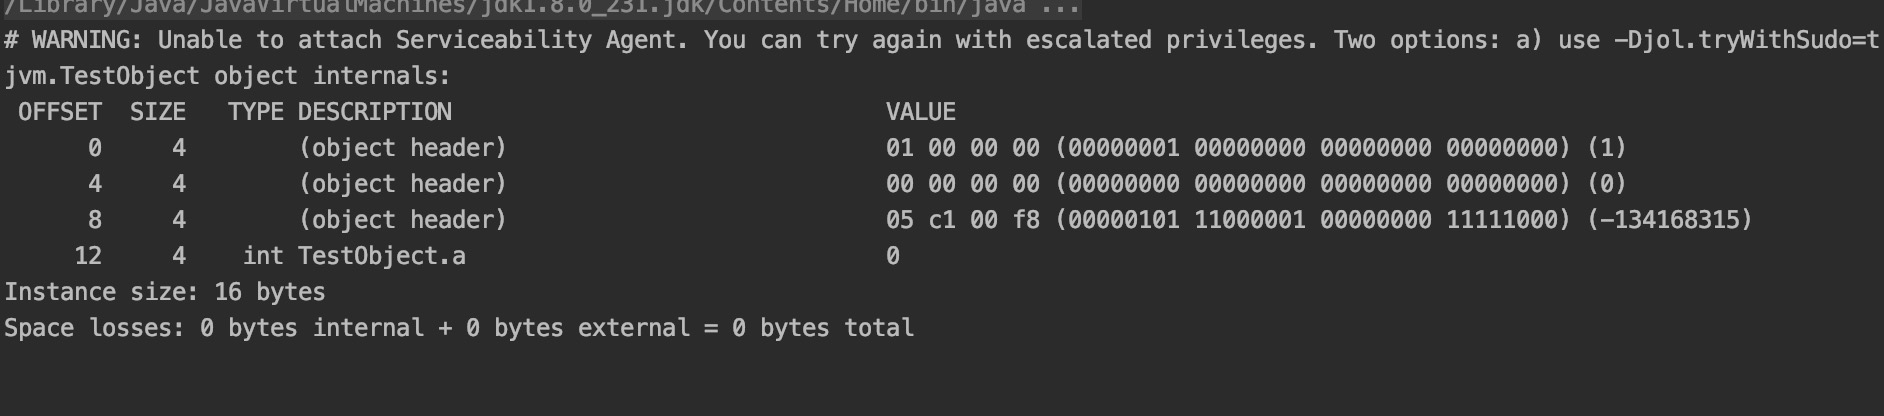 /Library/Java/JavaVirtualMachines/jdk1.8.0_231.jdk/Contents/Home/bin/java ...
# WARNING: Unable to attach Serviceability Agent. You can try again with escalated privileges. Two options: a) use -Djol.tryWithSudo=t
jvm.TestObject object internals:
 OFFSET  SIZE   TYPE DESCRIPTION                               VALUE
      0     4        (object header)                           01 00 00 00 (00000001 00000000 00000000 00000000) (1)
      4     4        (object header)                           00 00 00 00 (00000000 00000000 00000000 00000000) (0)
      8     4        (object header)                           05 c1 00 f8 (00000101 11000001 00000000 11111000) (-134168315)
     12     4    int TestObject.a                              0
Instance size: 16 bytes
Space losses: 0 bytes internal + 0 bytes external = 0 bytes total